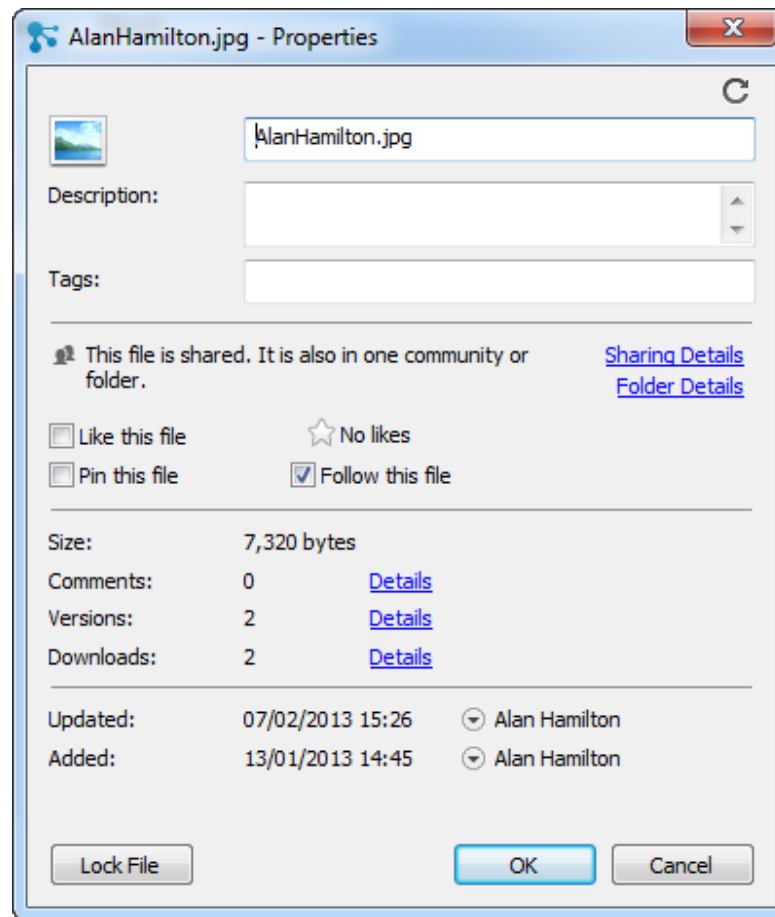 AlanHamilton.jpg - Properties
AlanHamilton.jpg
Description:
Tags:
This file is shared. It is also in one community or
folder.
Sharing Details
Folder Details
Like this file No likes
Pin this file Follow this file
Size: 7,320 bytes
Comments: 0 Details
Versions: 2 Details
Downloads: 2 Details
Updated: 07/02/2013 15:26 Alan Hamilton
Added: 13/01/2013 14:45 Alan Hamilton
Lock File OK Cancel